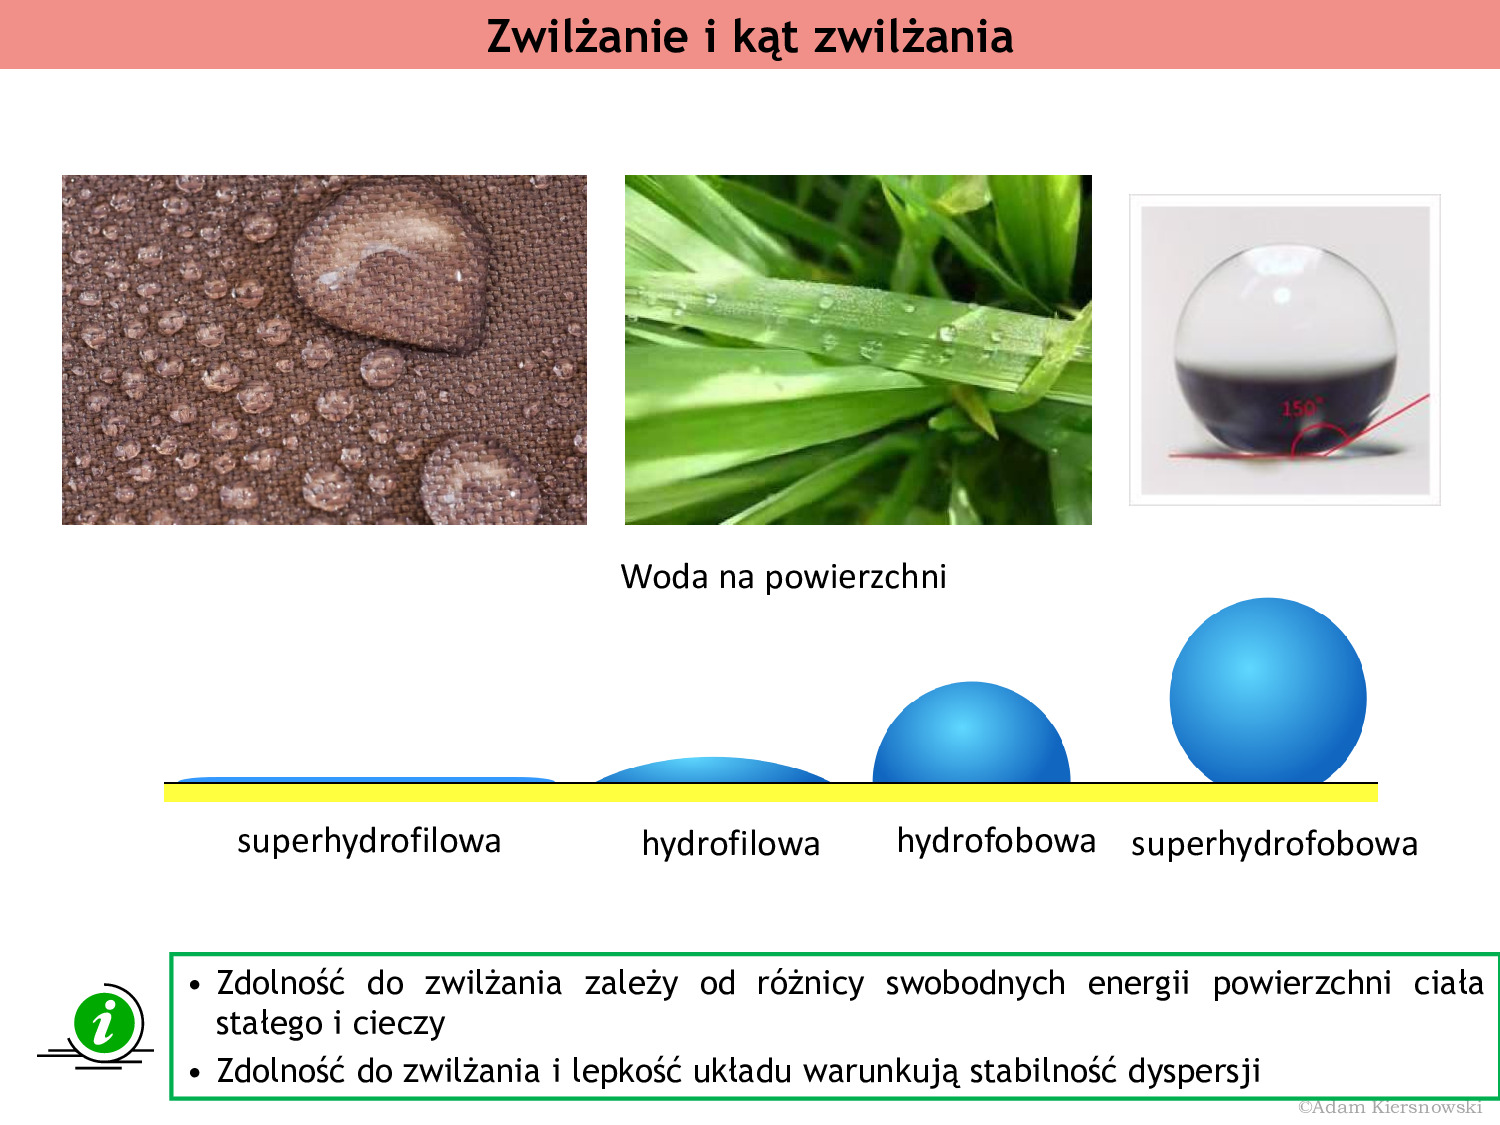 Zwilżanie i kąt zwilżania
150°
Woda na powierzchni
superhydrofilowa
hydrofilowa
hydrofobowa
superhydrofobowa
• Zdolność do zwilżania zależy od różnicy swobodnych energii powierzchni ciała
stałego i cieczy
• Zdolność do zwilżania i lepkość układu warunkują stabilność dyspersji
i
©Adam Kiersnowski